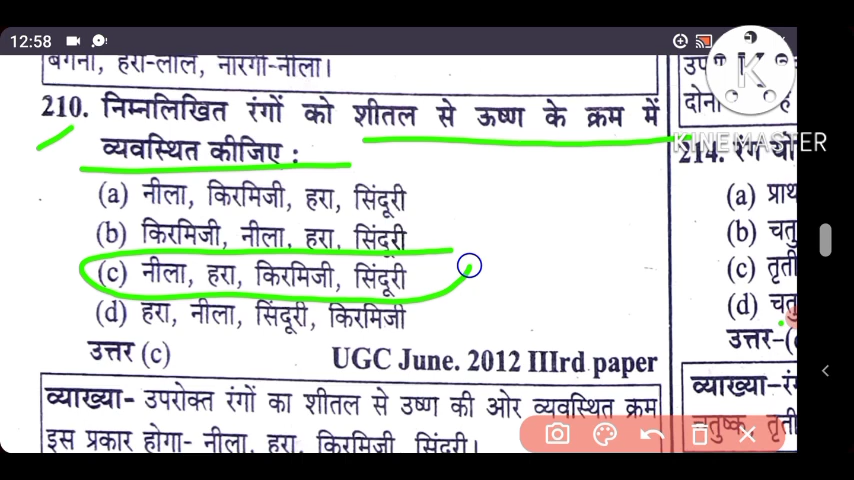 12:58
बैंगनी, हरा-लाल, नारंगी-नीला।
210. निम्नलिखित रंगों को शीतल से ऊष्ण के क्रम में
व्यवस्थित कीजिए :
(a) नीला, किरमिजी, हरा, सिंदूरी
(b) किरमिजी, नीला, हरा, सिंदूरी
(c) नीला, हरा, किरमिजी, सिंदूरी
(d) हरा, नीला, सिंदूरी, किरमिजी
उत्तर (c)
UGC June. 2012 IIIrd paper
व्याख्या- उपरोक्त रंगों का शीतल से उष्ण की ओर व्यवस्थित क्रम
इस प्रकार होगा- नीला, हरा, किरमिजी, सिंदूरी।
K
KINEMASTER
दोनों
214. रंग
(a)
(b)
(c)
(d)
उत्तर-
व्याख्या-
चतुष्क,